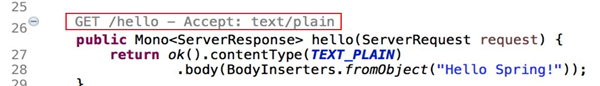 25
GET /hello – Accept: text/plain
26 public Mono<ServerResponse> hello(ServerRequest request) {
27 return ok().contentType(TEXT_PLAIN)
28 .body(BodyInserters.fromObject("Hello Spring!"));
29 }